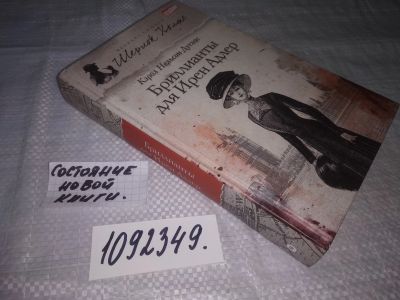 Шерлок Холмс
Кэрол Нельсон Дуглас
Бриллианты
для Ирен Адлер
Бриллианты
СОСТОЯНИЕ
НОВОЙ
КНИГИ.
1092349.